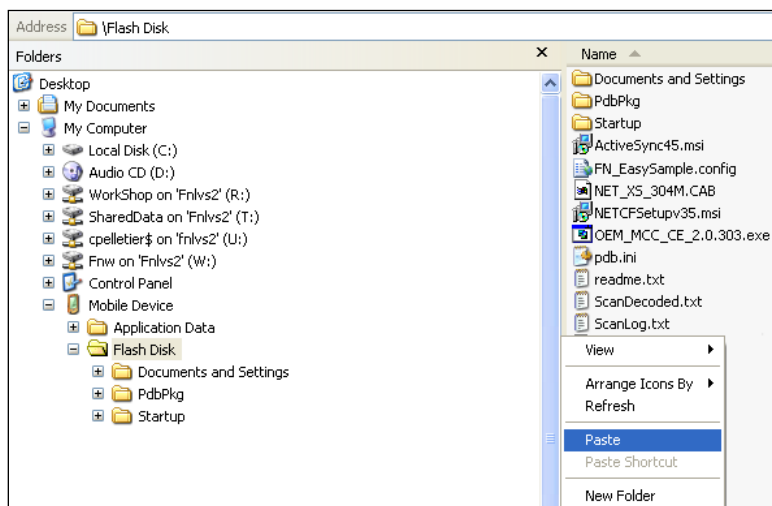 Address \Flash Disk
Folders
Desktop
My Documents
My Computer
Local Disk (C:)
Audio CD (D:)
WorkShop on 'Fnlvs2' (R:)
SharedData on 'Fnlvs2' (T:)
cpelletier$ on 'fnlvs2' (U:)
Fnw on 'Fnlvs2' (W:)
Control Panel
Mobile Device
Application Data
Flash Disk
Documents and Settings
PdbPkg
Startup
Name
Documents and Settings
PdbPkg
Startup
ActiveSync45.msi
FN_EasySample.config
NET_XS_304M.CAB
NETCFSetupv35.msi
OEM_MCC_CE_2.0.303.exe
pdb.ini
readme.txt
ScanDecoded.txt
ScanLog.txt
View
Arrange Icons By
Refresh
Paste
Paste Shortcut
New Folder